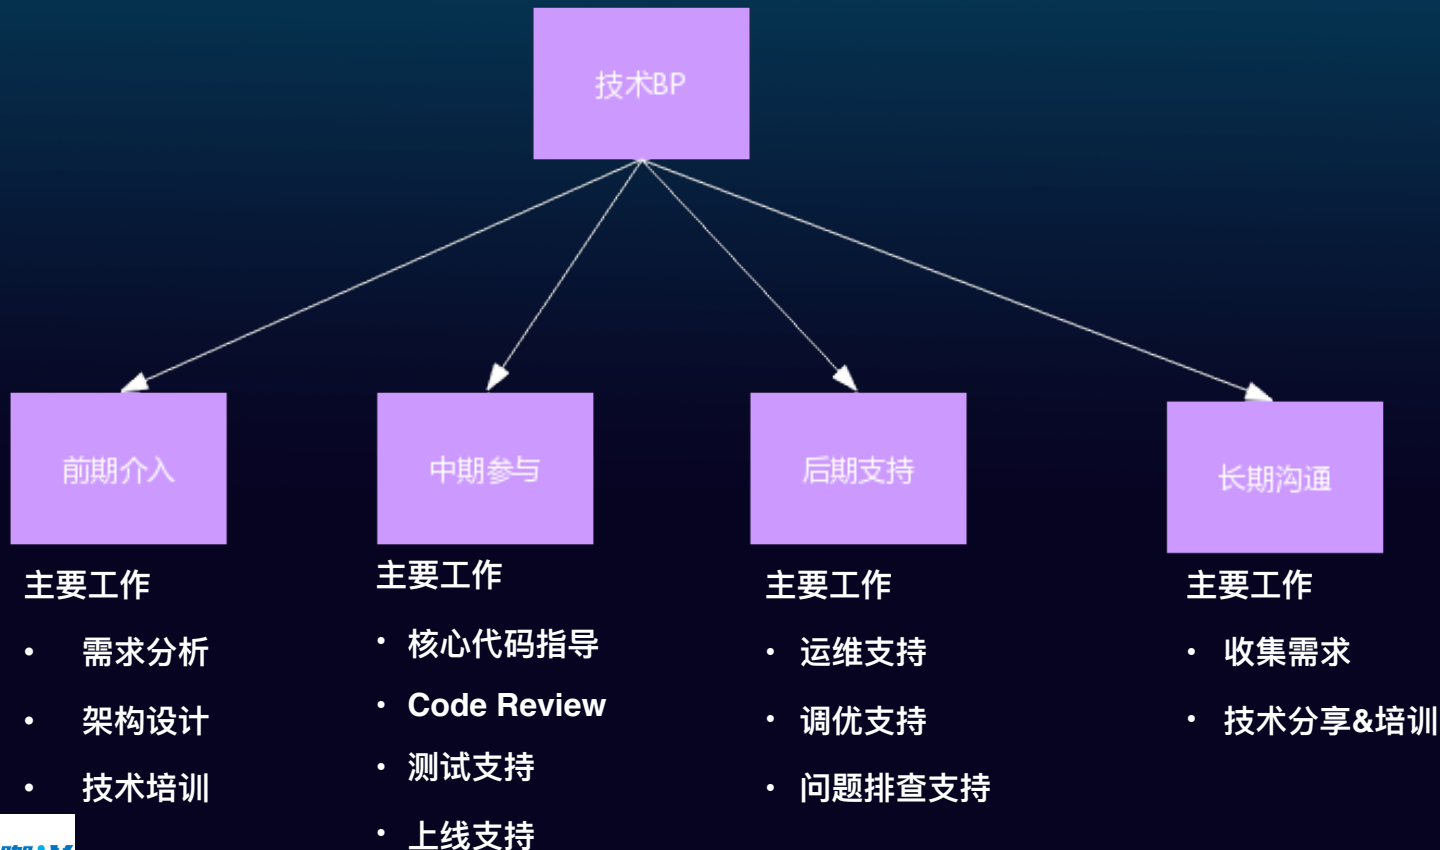 技术BP
前期介入
中期参与
后期支持
长期沟通
主要工作
• 需求分析
• 架构设计
• 技术培训
主要工作
• 核心代码指导
• Code Review
• 测试支持
• 上线支持
主要工作
• 运维支持
• 调优支持
• 问题排查支持
主要工作
• 收集需求
• 技术分享&培训